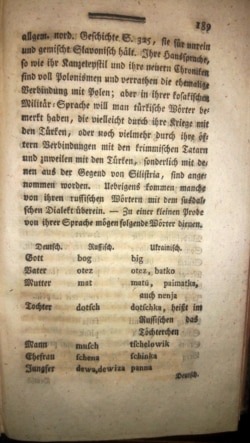 189
allgem. nord. Geschichte S. 325, sie für unrein
und gemischt Slavonisch hält. Ihre Handsprache,
so wie ihr Kanzeleystil und ihre neuern Chroniken
sind voll Polonismen und verrathen die ehemalige
Verbindung mit Polen; aber in ihrer kosakischen
Militär-Sprache will man türkische Wörter be-
merkt haben, die vielleicht durch ihre Kriege mit
den Türken, oder noch vielmehr durch ihre öf-
tern Verbindungen mit den krimmischen Tatarn
und zuweilen mit den Türken, sonderlich mit de-
nen aus der Gegend von Silistria, sind ange-
nommen worden. Uebrigens kommen manche
von ihren russischen Wörtern mit dem susdali-
schen Dialekt überein. — Zu einer kleinen Probe
von ihrer Sprache mögen folgende Wörter dienen.
Deutsch. Russisch. Ukrainisch.
Gott bog big
Vater otez otez, batko
Mutter mat matü, paimatka,
auch nenja
Tochter dotsch dotschka, heißt im
Russischen das
Töchterchen
Mann musch tscholowik
Ehefrau schena schinka
Jungfer dewa, dewiza panna